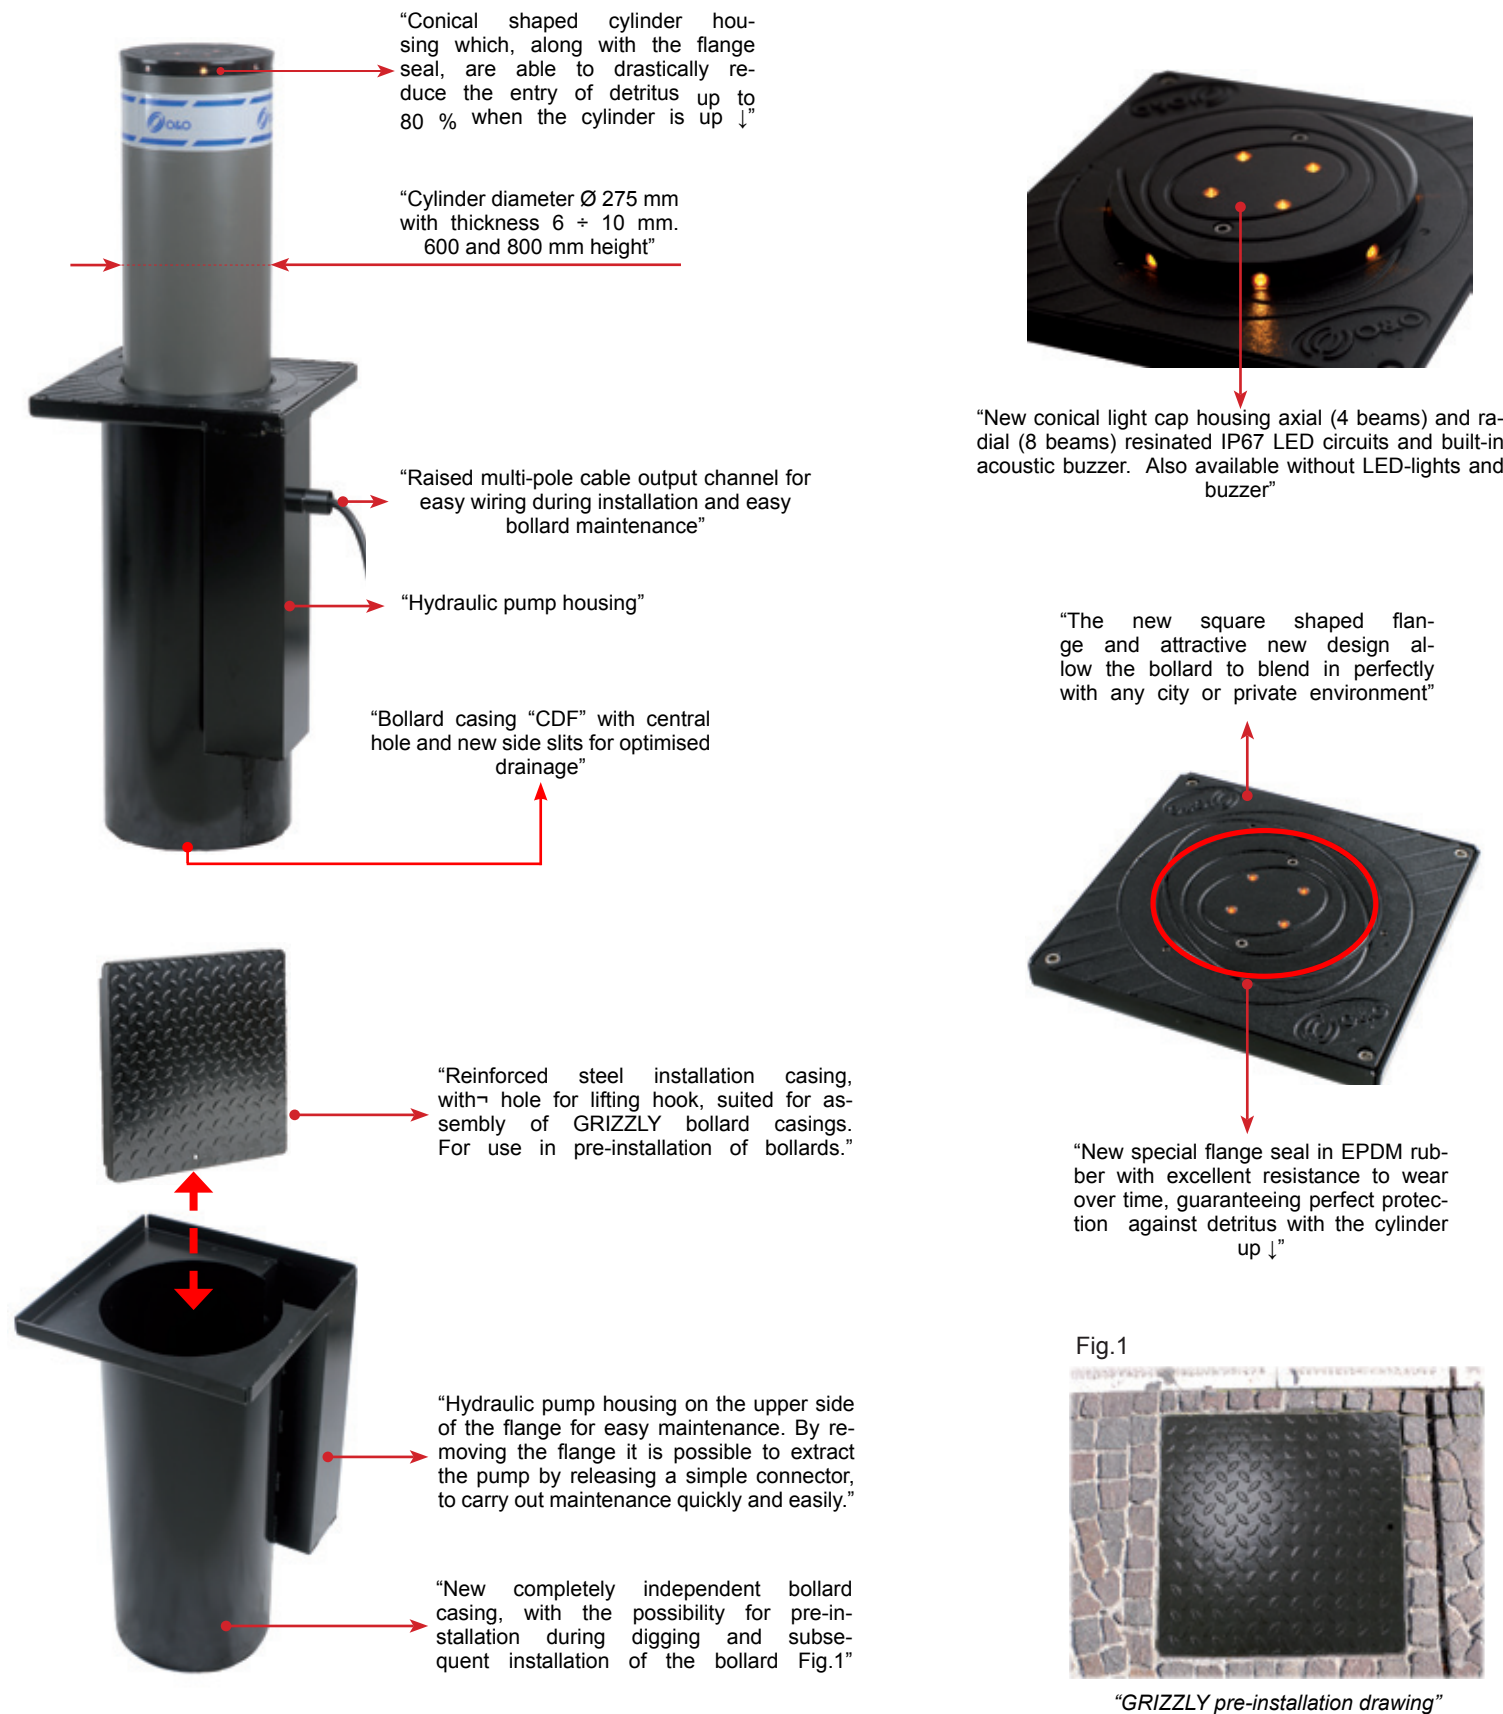 “Conical shaped cylinder hou-
sing which, along with the flange
seal, are able to drastically re-
duce the entry of detritus up to
80 % when the cylinder is up ↓”
“Cylinder diameter Ø 275 mm
with thickness 6 ÷ 10 mm.
600 and 800 mm height”
“Raised multi-pole cable output channel for
easy wiring during installation and easy
bollard maintenance”
“Hydraulic pump housing”
“Bollard casing “CDF” with central
hole and new side slits for optimised
drainage”
“Reinforced steel installation casing,
with¬ hole for lifting hook, suited for as-
sembly of GRIZZLY bollard casings.
For use in pre-installation of bollards.”
“Hydraulic pump housing on the upper side
of the flange for easy maintenance. By re-
moving the flange it is possible to extract
the pump by releasing a simple connector,
to carry out maintenance quickly and easily.”
“New completely independent bollard
casing, with the possibility for pre-in-
stallation during digging and subse-
quent installation of the bollard Fig.1”
“New conical light cap housing axial (4 beams) and ra-
dial (8 beams) resinated IP67 LED circuits and built-in
acoustic buzzer. Also available without LED-lights and
buzzer”
“The new square shaped flan-
ge and attractive new design al-
low the bollard to blend in perfectly
with any city or private environment”
“New special flange seal in EPDM rub-
ber with excellent resistance to wear
over time, guaranteeing perfect protec-
tion against detritus with the cylinder
up ↓”
Fig.1
“GRIZZLY pre-installation drawing”